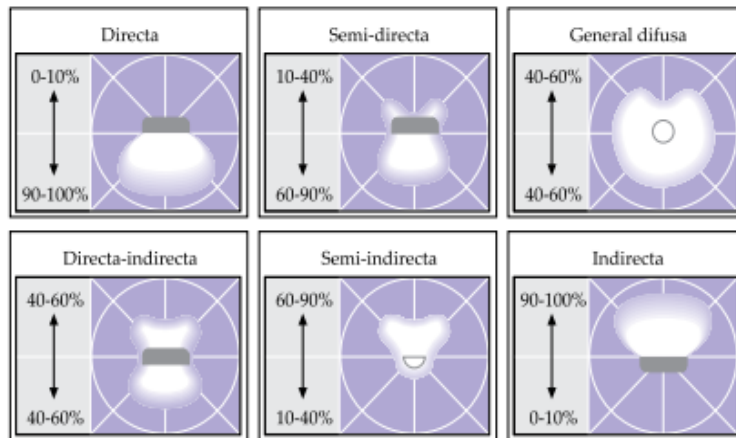 Directa
0-10%
90-100%
Semi-directa
10-40%
60-90%
General difusa
40-60%
40-60%
Directa-indirecta
40-60%
40-60%
Semi-indirecta
60-90%
10-40%
Indirecta
90-100%
0-10%